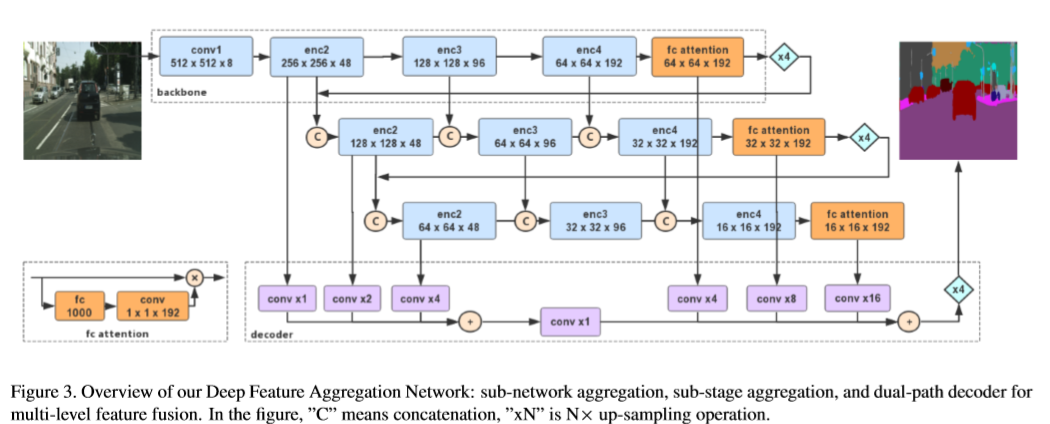 conv1
512 x 512 x 8
enc2
256 x 256 x 48
enc3
128 x 128 x 96
enc4
64 x 64 x 192
fc attention
64 x 64 x 192
x4
backbone
C
enc2
128 x 128 x 48
C
enc3
64 x 64 x 96
C
enc4
32 x 32 x 192
fc attention
32 x 32 x 192
x4
C
enc2
64 x 64 x 48
C
enc3
32 x 32 x 96
C
enc4
16 x 16 x 192
fc attention
16 x 16 x 192
x
fc
1000
conv
1 x 1 x 192
fc attention
conv x1
conv x2
conv x4
conv x4
conv x8
conv x16
x4
+
conv x1
+
decoder
Figure 3. Overview of our Deep Feature Aggregation Network: sub-network aggregation, sub-stage aggregation, and dual-path decoder for
multi-level feature fusion. In the figure, ”C” means concatenation, ”xN” is N× up-sampling operation.